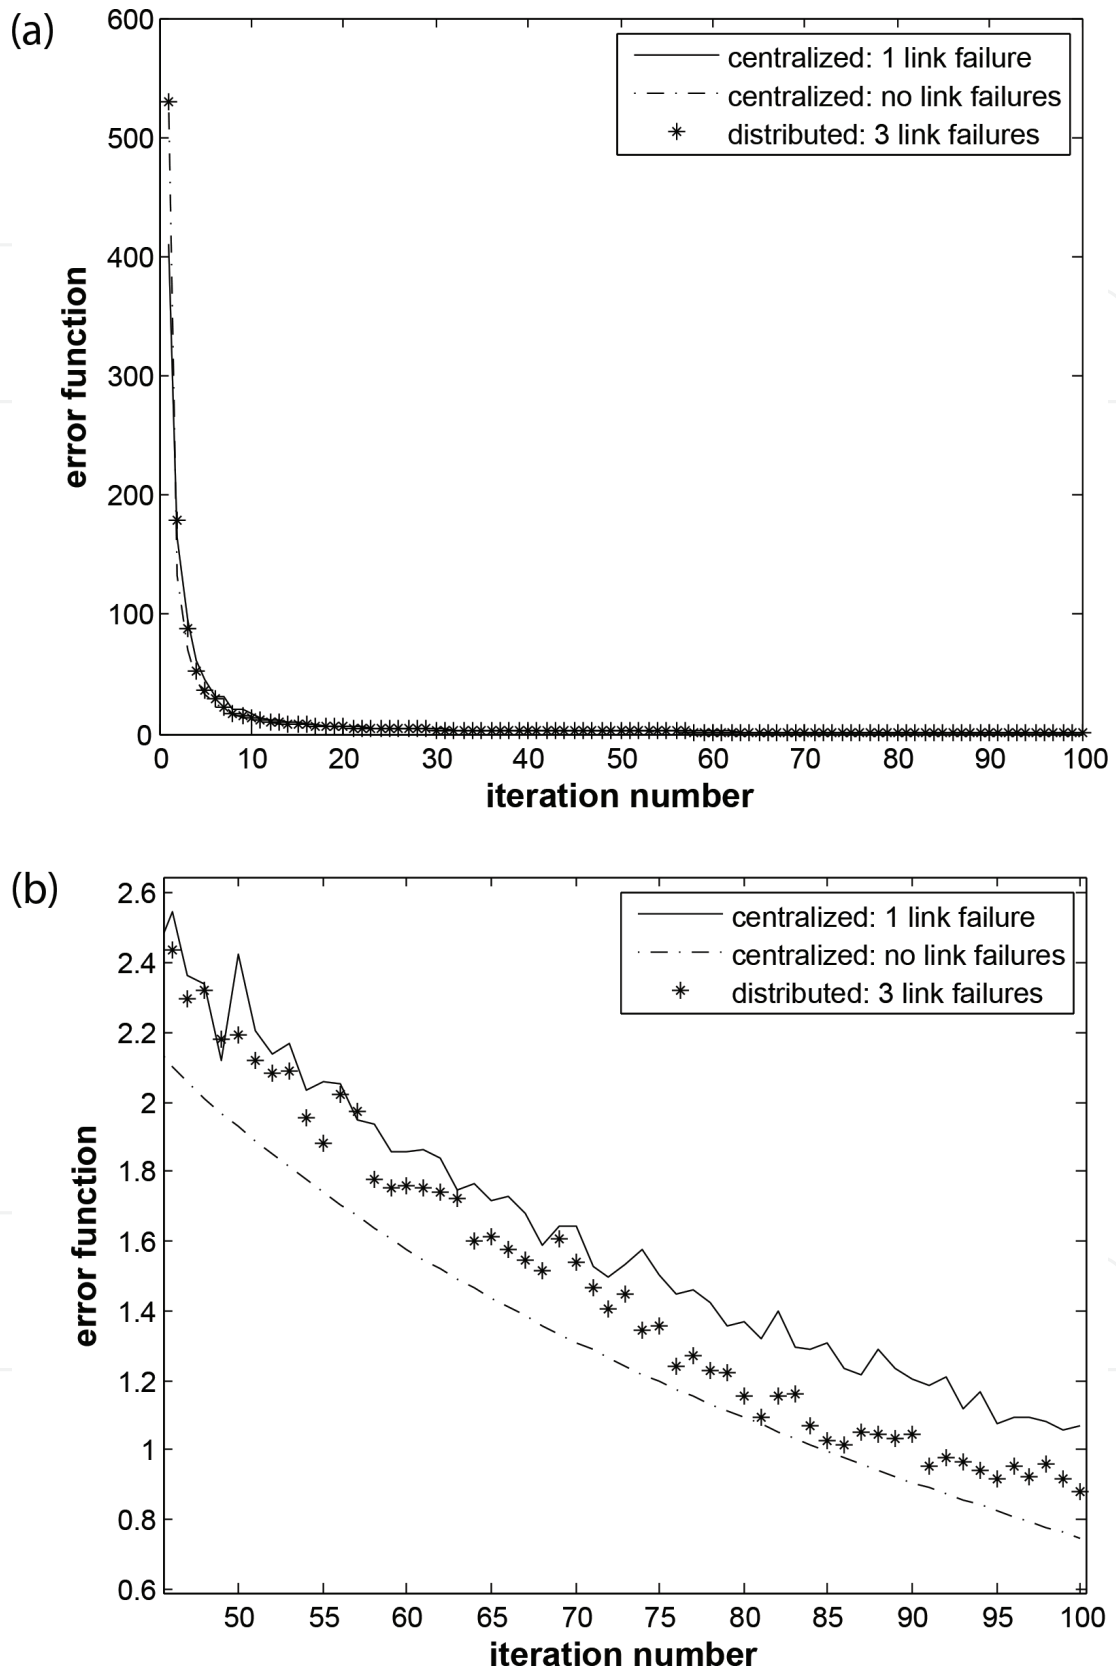 (a)
600
500
400
300
200
100
0
error function
centralized: 1 link failure
centralized: no link failures
distributed: 3 link failures
0 10 20 30 40 50 60 70 80 90 100
iteration number
(b)
2.6
2.4
2.2
2
1.8
1.6
1.4
1.2
1
0.8
0.6
error function
centralized: 1 link failure
centralized: no link failures
distributed: 3 link failures
50 55 60 65 70 75 80 85 90 95 100
iteration number